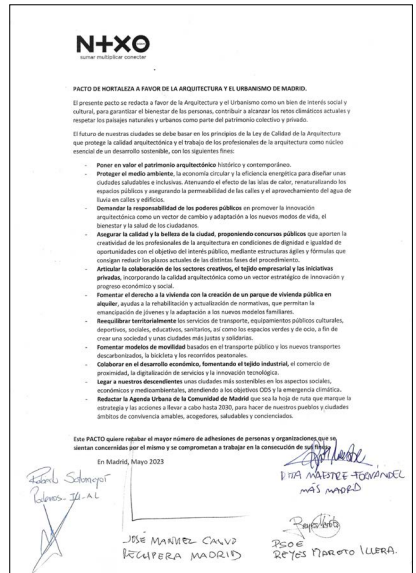 N+XO
sumar multiplicar conectar
PACTO DE HORTALEZA A FAVOR DE LA ARQUITECTURA Y EL URBANISMO DE MADRID.
El presente pacto se redacta a favor de la Arquitectura y el Urbanismo como un bien de interés social y
cultural, para garantizar el bienestar de las personas, contribuir a alcanzar los retos climáticos actuales y
respetar los paisajes naturales y urbanos como parte del patrimonio colectivo y privado.
El futuro de nuestras ciudades se debe basar en los principios de la Ley de Calidad de la Arquitectura
que protege la calidad arquitectónica y el trabajo de los profesionales de la arquitectura como núcleo
esencial de un desarrollo sostenible, con los siguientes fines:
- Poner en valor el patrimonio arquitectónico histórico y contemporáneo.
- Proteger el medio ambiente, la economía circular y la eficiencia energética para diseñar unas
ciudades saludables e inclusivas. Atenuando el efecto de las islas de calor, renaturalizando los
espacios públicos y asegurando la permeabilidad de las calles y el aprovechamiento del agua de
lluvia en calles y edificios.
- Demandar la responsabilidad de los poderes públicos en promover la innovación
arquitectónica como un vector de cambio y adaptación a los nuevos modos de vida, el
bienestar y la salud de los ciudadanos.
- Asegurar la calidad y la belleza de la ciudad, proponiendo concursos públicos que aporten la
creatividad de los profesionales de la arquitectura en condiciones de dignidad e igualdad de
oportunidades con el objetivo del interés público, mediante estructuras ágiles y fórmulas que
consigan reducir los plazos actuales de las distintas fases del procedimiento.
- Articular la colaboración de los sectores creativos, el tejido empresarial y las iniciativas
privadas, incorporando la calidad arquitectónica como un vector estratégico de innovación y
progreso económico y social.
- Fomentar el derecho a la vivienda con la creación de un parque de vivienda pública en
alquiler, ayudas a la rehabilitación y actualización de normativas, que permitan la
emancipación de jóvenes y la adaptación a los nuevos modelos familiares.
- Reequilibrar territorialmente los servicios de transporte, equipamientos públicos culturales,
deportivos, sociales, educativos, sanitarios, así como los espacios verdes y de ocio, a fin de
crear una sociedad y unas ciudades más justas y solidarias.
- Fomentar modelos de movilidad basados en el transporte público y los nuevos transportes
descarbonizados, la bicicleta y los recorridos peatonales.
- Colaborar en el desarrollo económico, fomentando el tejido industrial, el comercio de
proximidad, la digitalización de servicios y la innovación tecnológica.
- Legar a nuestros descendientes unas ciudades más sostenibles en los aspectos sociales,
económicos y medioambientales, atendiendo a los objetivos ODS y la emergencia climática.
- Redactar la Agenda Urbana de la Comunidad de Madrid que sea la hoja de ruta que marque la
estrategia y las acciones a llevar a cabo hasta 2030, para hacer de nuestros pueblos y ciudades
ámbitos de convivencia amables, acogedores, saludables y concienciados.
Este PACTO quiere recabar el mayor número de adhesiones de personas y organizaciones que se
sientan concernidas por el mismo y se comprometan a trabajar en la consecución de sus fines.
En Madrid, Mayo 2023
RITA MAESTRE FERNÁNDEZ
MÁS MADRID
JOSÉ MANUEL CALVO
RECUPERA MADRID
PSOE
REYES MAROTO ILLERA.